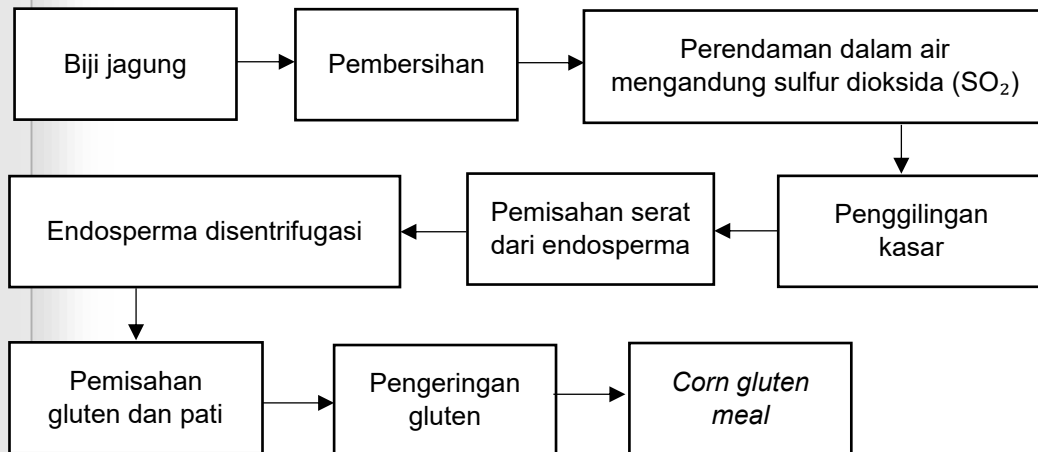 Biji jagung
Pembersihan
Perendaman dalam air
mengandung sulfur dioksida (SO₂)
Penggilingan
kasar
Pemisahan serat
dari endosperma
Endosperma disentrifugasi
Pemisahan
gluten dan pati
Pengeringan
gluten
Corn gluten
meal